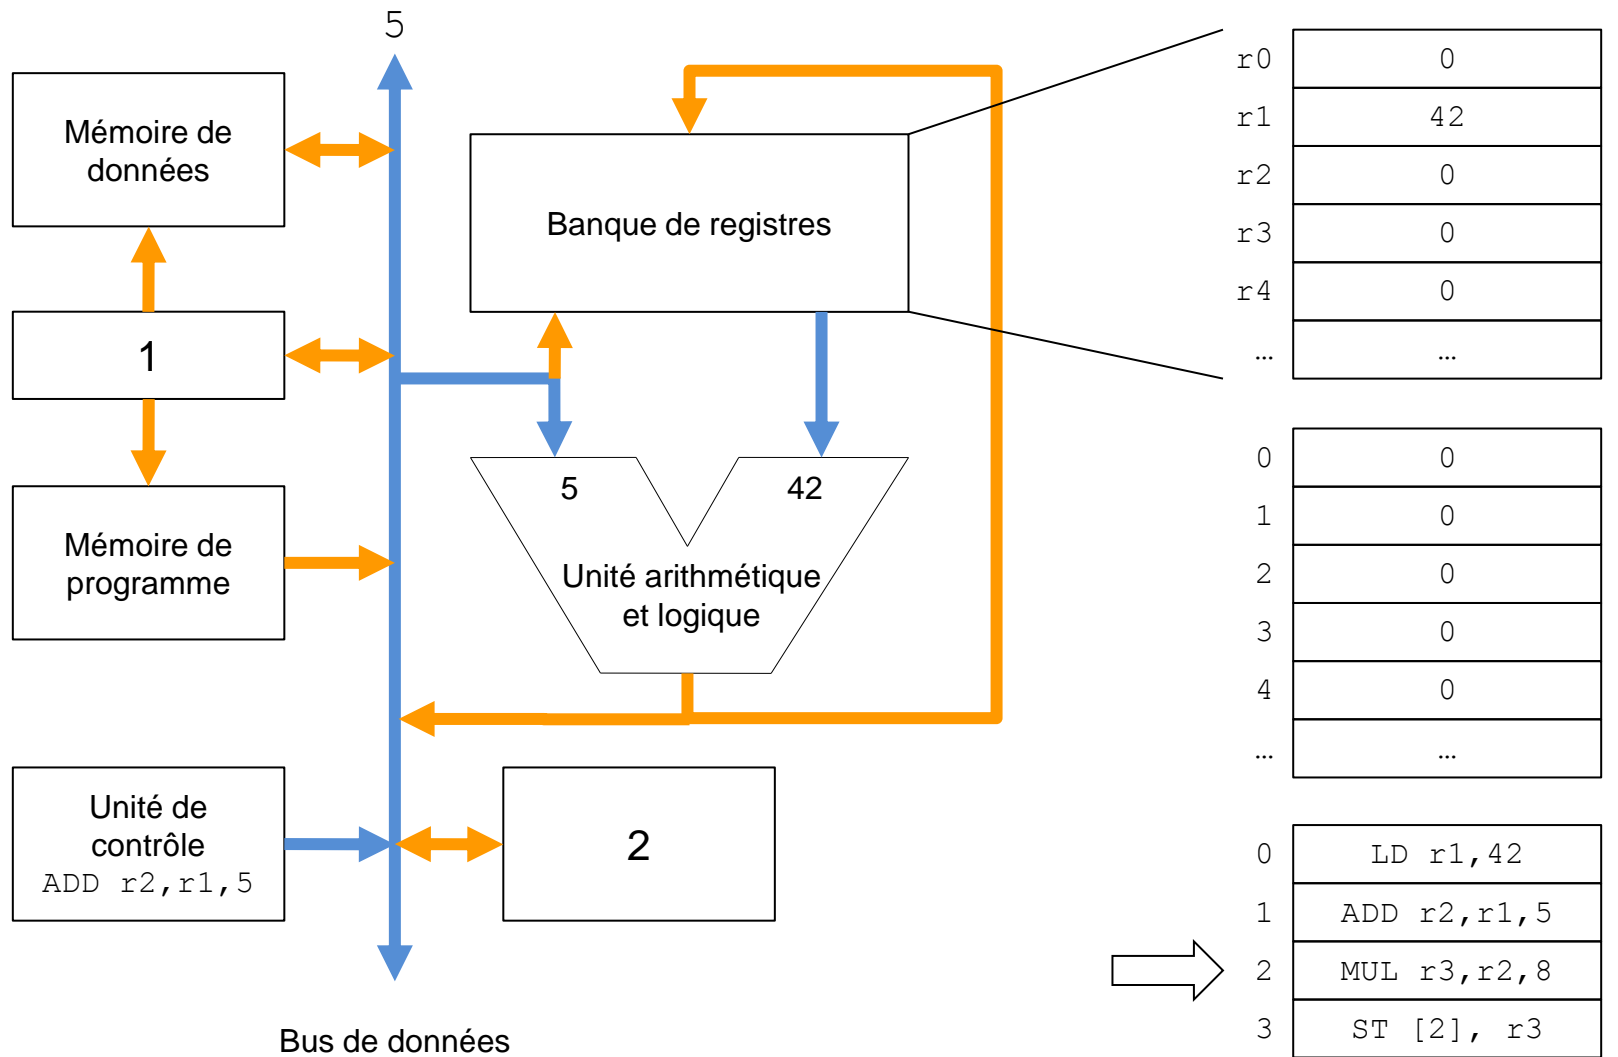 5
Mémoire de
données
1
Mémoire de
programme
Unité de
contrôle
ADD r2,r1,5
Bus de données
Banque de registres
5 42
Unité arithmétique
et logique
2
r0 0
r1 42
r2 0
r3 0
r4 0
… …
0 0
1 0
2 0
3 0
4 0
… …
0 LD r1,42
1 ADD r2,r1,5
2 MUL r3,r2,8
3 ST [2], r3